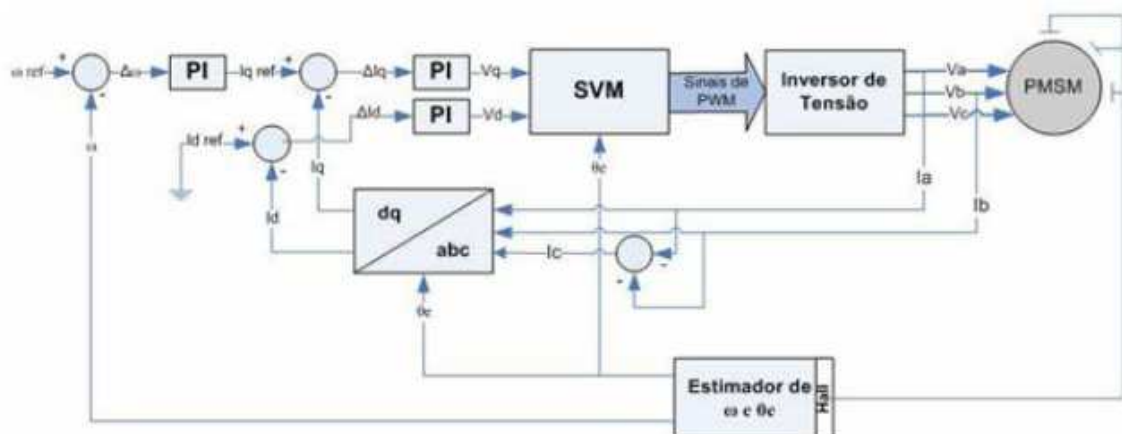 ω ref
+
-
Δω
PI
Iq ref
+
-
ΔIq
PI
Vq
SVM
Sinais de
PWM
Inversor de
Tensão
Va
Vb
Vc
PMSM
ΔId
PI
Vd
Id ref
+
-
ω
Iq
Id
θe
Ia
Ib
dq
abc
Ic
-
-
θe
Estimador de
ω e θe
Hall